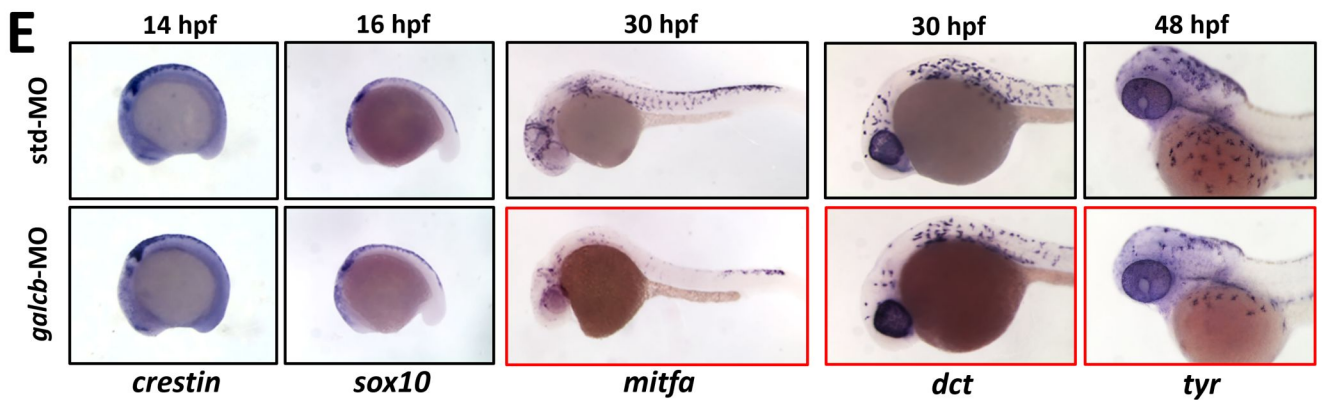 E
14 hpf 16 hpf 30 hpf 30 hpf 48 hpf
std-MO
galcb-MO
crestin sox10 mitfa dct tyr